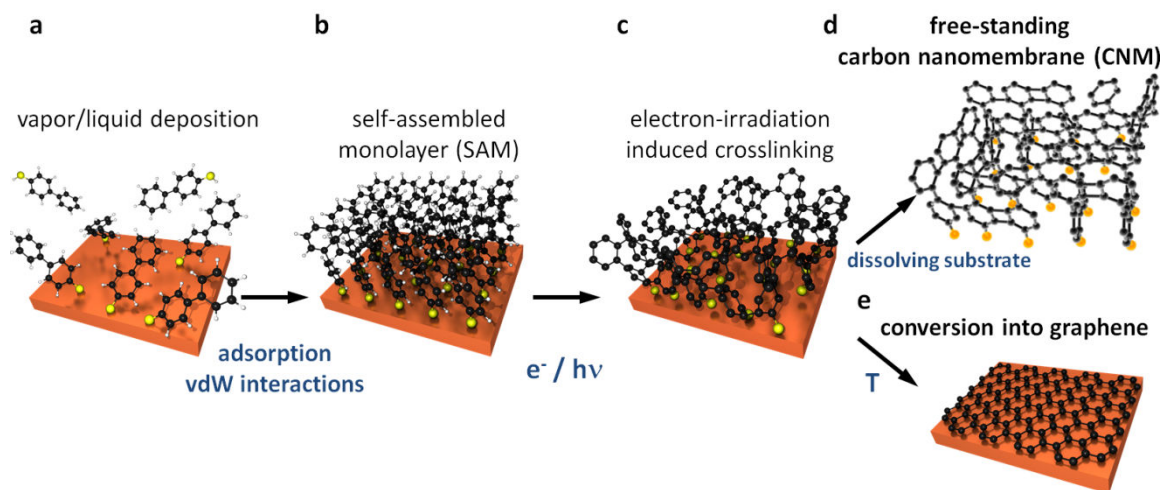 a
vapor/liquid deposition
adsorption
vdW interactions
b
self-assembled
monolayer (SAM)
e⁻ / hν
c
electron-irradiation
induced crosslinking
d
free-standing
carbon nanomembrane (CNM)
dissolving substrate
e
conversion into graphene
T